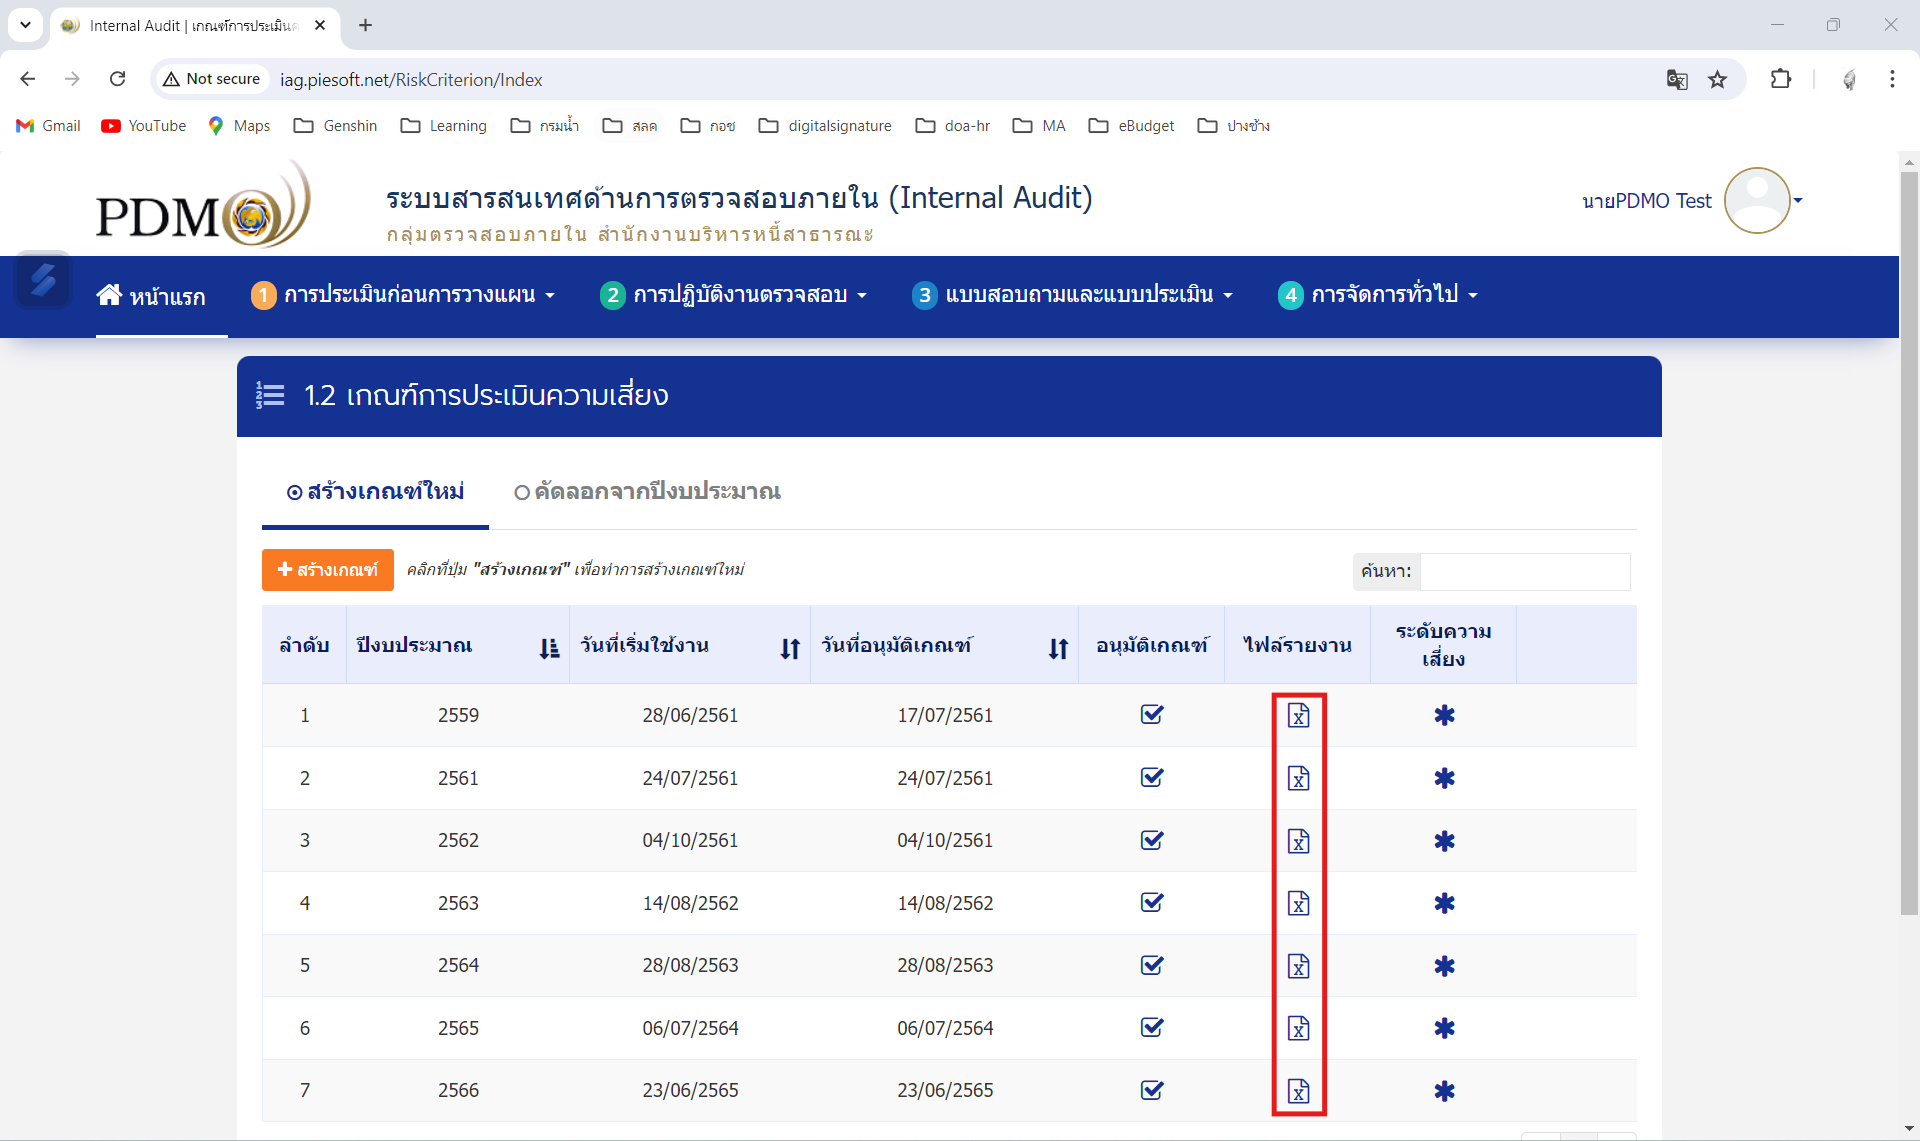 Internal Audit | เกณฑ์การประเมินค
Not secure
iag.piesoft.net/RiskCriterion/Index
Gmail YouTube Maps Genshin Learning กรมน้ำ สลค กอช digitalsignature doa-hr MA eBudget ปางช้าง
PDMO
ระบบสารสนเทศด้านการตรวจสอบภายใน (Internal Audit)
กลุ่มตรวจสอบภายใน สำนักงานบริหารหนี้สาธารณะ
นายPDMO Test
หน้าแรก 1 การประเมินก่อนการวางแผน 2 การปฏิบัติงานตรวจสอบ 3 แบบสอบถามและแบบประเมิน 4 การจัดการทั่วไป
1.2 เกณฑ์การประเมินความเสี่ยง
สร้างเกณฑ์ใหม่ คัดลอกจากปีงบประมาณ
สร้างเกณฑ์ คลิกที่ปุ่ม "สร้างเกณฑ์" เพื่อทำการสร้างเกณฑ์ใหม่ ค้นหา:
ลำดับ ปีงบประมาณ วันที่เริ่มใช้งาน วันที่อนุมัติเกณฑ์ อนุมัติเกณฑ์ ไฟล์รายงาน ระดับความ
เสี่ยง
1 2559 28/06/2561 17/07/2561
2 2561 24/07/2561 24/07/2561
3 2562 04/10/2561 04/10/2561
4 2563 14/08/2562 14/08/2562
5 2564 28/08/2563 28/08/2563
6 2565 06/07/2564 06/07/2564
7 2566 23/06/2565 23/06/2565